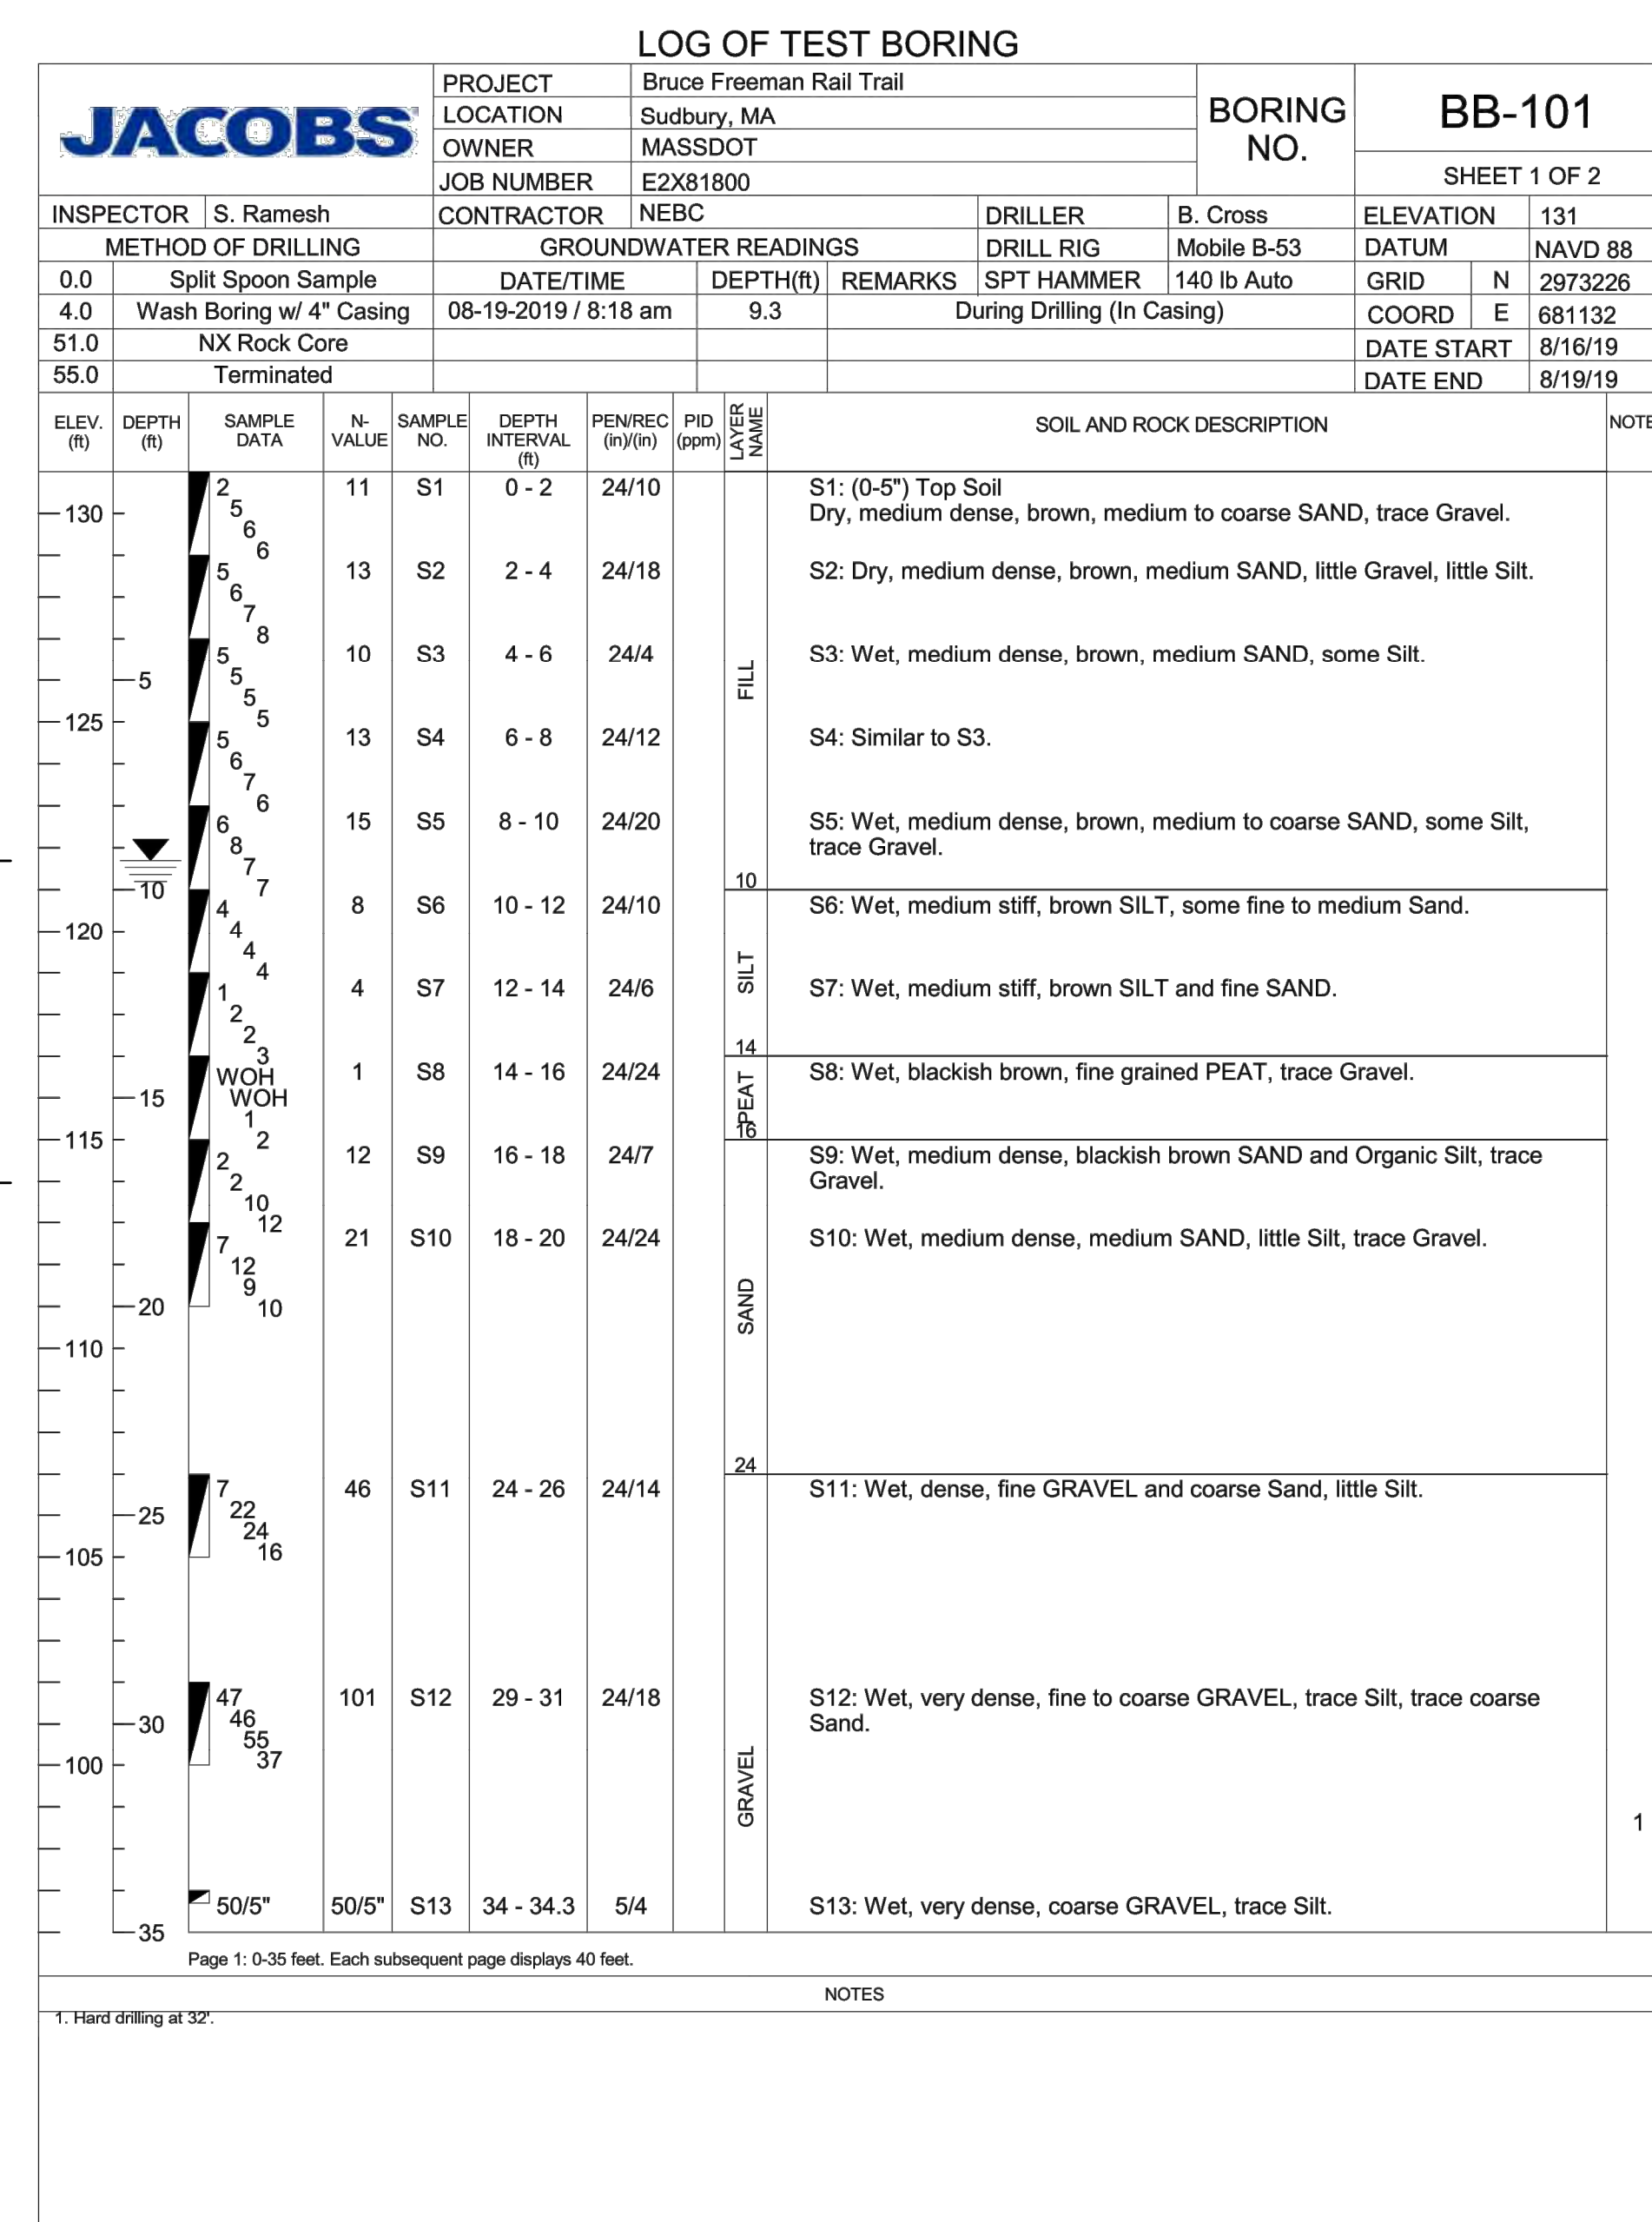 LOG OF TEST BORING
JACOBS
PROJECT Bruce Freeman Rail Trail
LOCATION Sudbury, MA
OWNER MASSDOT
JOB NUMBER E2X81800
BORING NO.
BB-101
SHEET 1 OF 2
INSPECTOR S. Ramesh CONTRACTOR NEBC DRILLER B. Cross ELEVATION 131
METHOD OF DRILLING GROUNDWATER READINGS DRILL RIG Mobile B-53 DATUM NAVD 88
0.0 Split Spoon Sample DATE/TIME DEPTH(ft) REMARKS SPT HAMMER 140 lb Auto GRID N 2973226
4.0 Wash Boring w/ 4" Casing 08-19-2019 / 8:18 am 9.3 During Drilling (In Casing) COORD E 681132
51.0 NX Rock Core DATE START 8/16/19
55.0 Terminated DATE END 8/19/19
ELEV. (ft) DEPTH (ft) SAMPLE DATA N-VALUE SAMPLE NO. DEPTH INTERVAL (ft) PEN/REC (in)/(in) PID (ppm) LAYER NAME SOIL AND ROCK DESCRIPTION NOTE
2 11 S1 0 - 2 24/10 S1: (0-5") Top Soil
130 5 Dry, medium dense, brown, medium to coarse SAND, trace Gravel.
6
6
5 13 S2 2 - 4 24/18 S2: Dry, medium dense, brown, medium SAND, little Gravel, little Silt.
6
7
8
5 10 S3 4 - 6 24/4 S3: Wet, medium dense, brown, medium SAND, some Silt.
5 5 FILL
5
125 5
5 13 S4 6 - 8 24/12 S4: Similar to S3.
6
7
6
6 15 S5 8 - 10 24/20 S5: Wet, medium dense, brown, medium to coarse SAND, some Silt,
8 trace Gravel.
7
10 7 10
4 8 S6 10 - 12 24/10 S6: Wet, medium stiff, brown SILT, some fine to medium Sand.
120 4
4
4 SILT
1 4 S7 12 - 14 24/6 S7: Wet, medium stiff, brown SILT and fine SAND.
2
2
3 14
WOH 1 S8 14 - 16 24/24 S8: Wet, blackish brown, fine grained PEAT, trace Gravel.
15 WOH PEAT
1
115 2 16
2 12 S9 16 - 18 24/7 S9: Wet, medium dense, blackish brown SAND and Organic Silt, trace
2 Gravel.
10
12
7 21 S10 18 - 20 24/24 S10: Wet, medium dense, medium SAND, little Silt, trace Gravel.
12
9
20 10 SAND
110
24
7 46 S11 24 - 26 24/14 S11: Wet, dense, fine GRAVEL and coarse Sand, little Silt.
25 22
24
105 16
47 101 S12 29 - 31 24/18 S12: Wet, very dense, fine to coarse GRAVEL, trace Silt, trace coarse
30 46 Sand.
55
100 37
GRAVEL
1
50/5" 50/5" S13 34 - 34.3 5/4 S13: Wet, very dense, coarse GRAVEL, trace Silt.
35
Page 1: 0-35 feet. Each subsequent page displays 40 feet.
NOTES
1. Hard drilling at 32'.